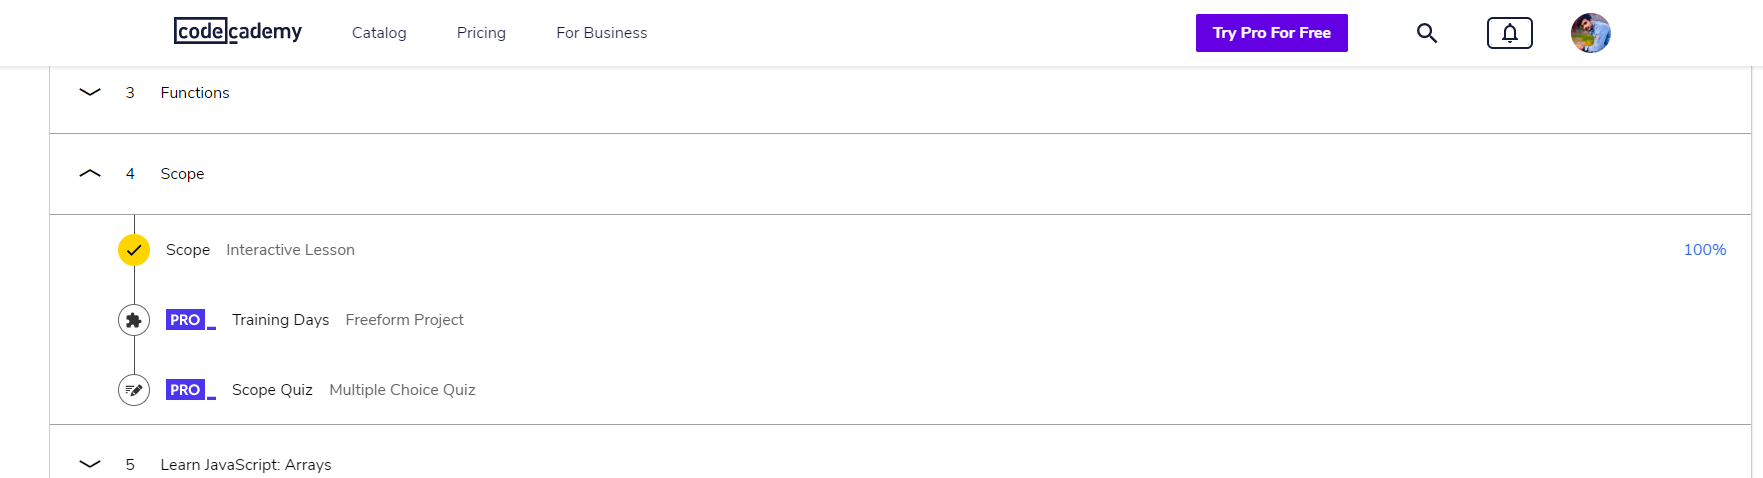 codecademy Catalog Pricing For Business Try Pro For Free
3 Functions
4 Scope
Scope Interactive Lesson 100%
PRO Training Days Freeform Project
PRO Scope Quiz Multiple Choice Quiz
5 Learn JavaScript: Arrays